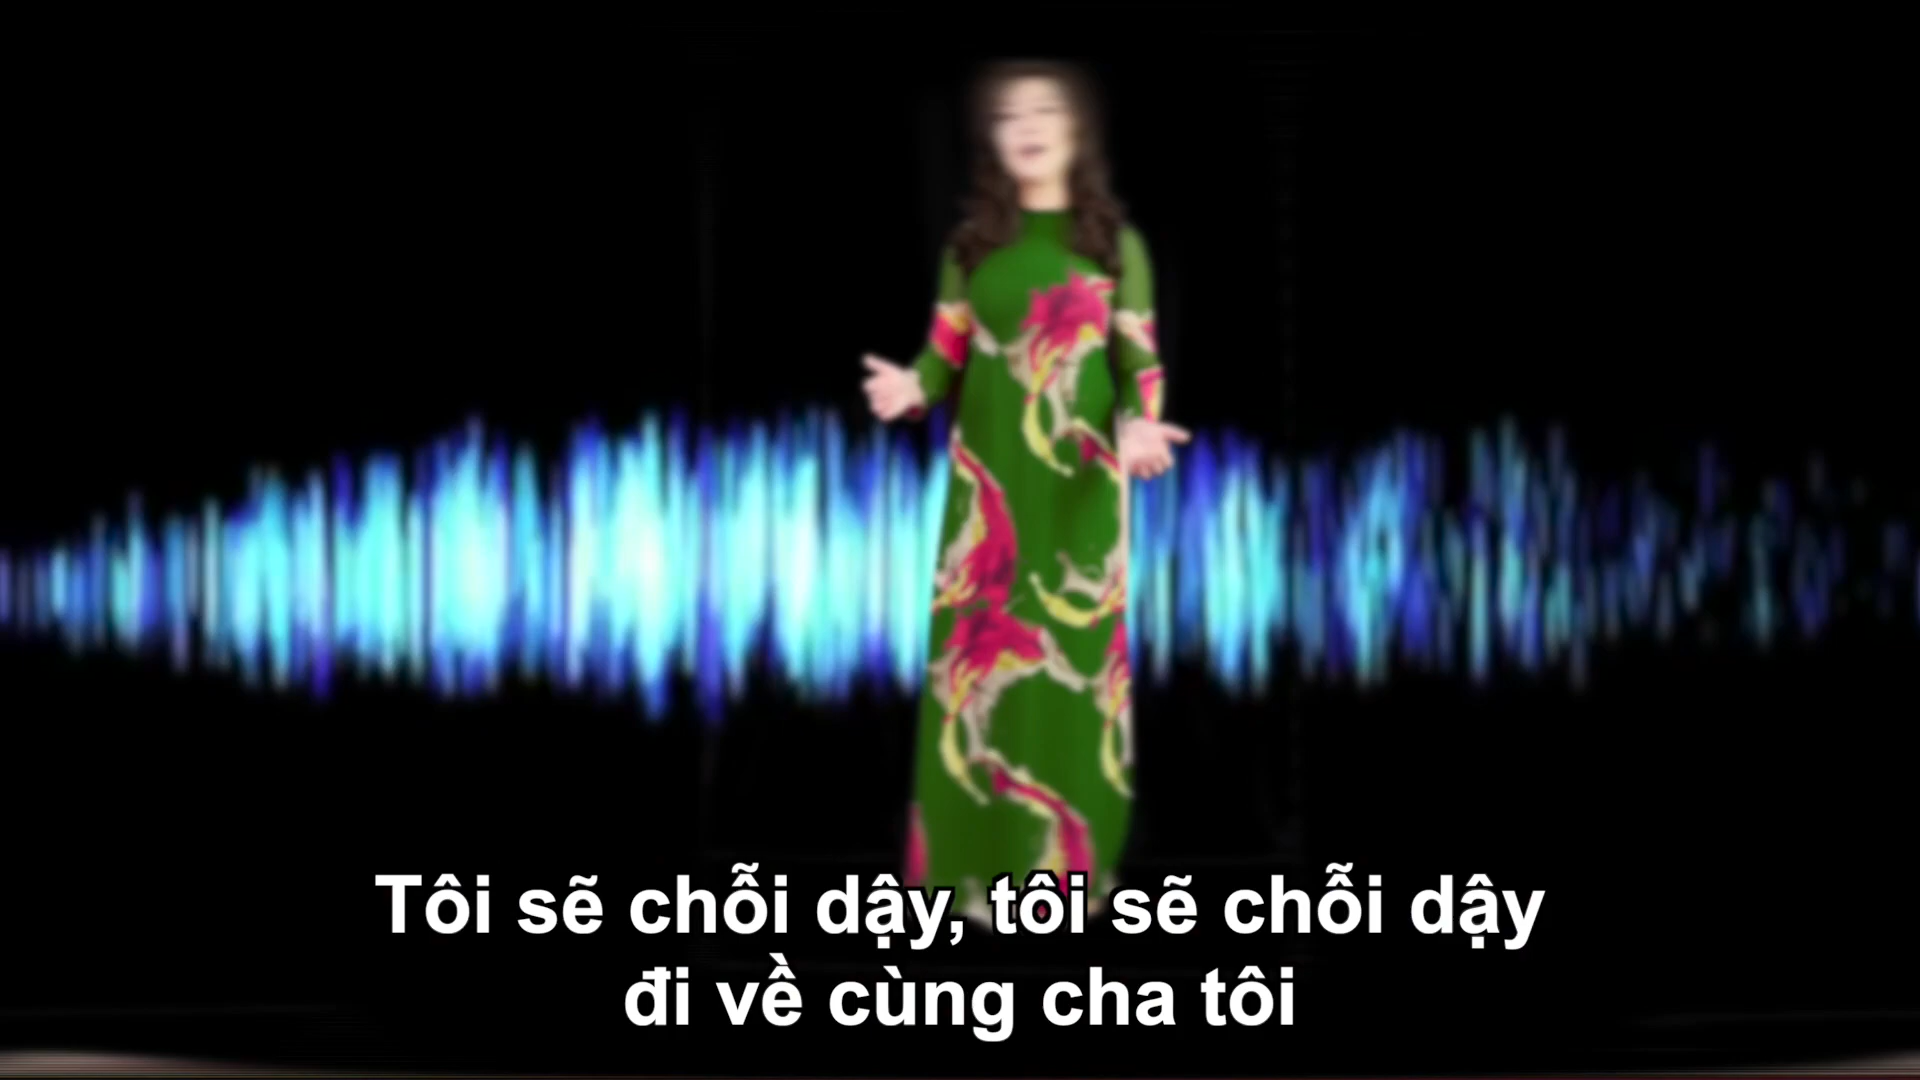 Tôi sẽ chỗi dậy, tôi sẽ chỗi dậy
đi về cùng cha tôi